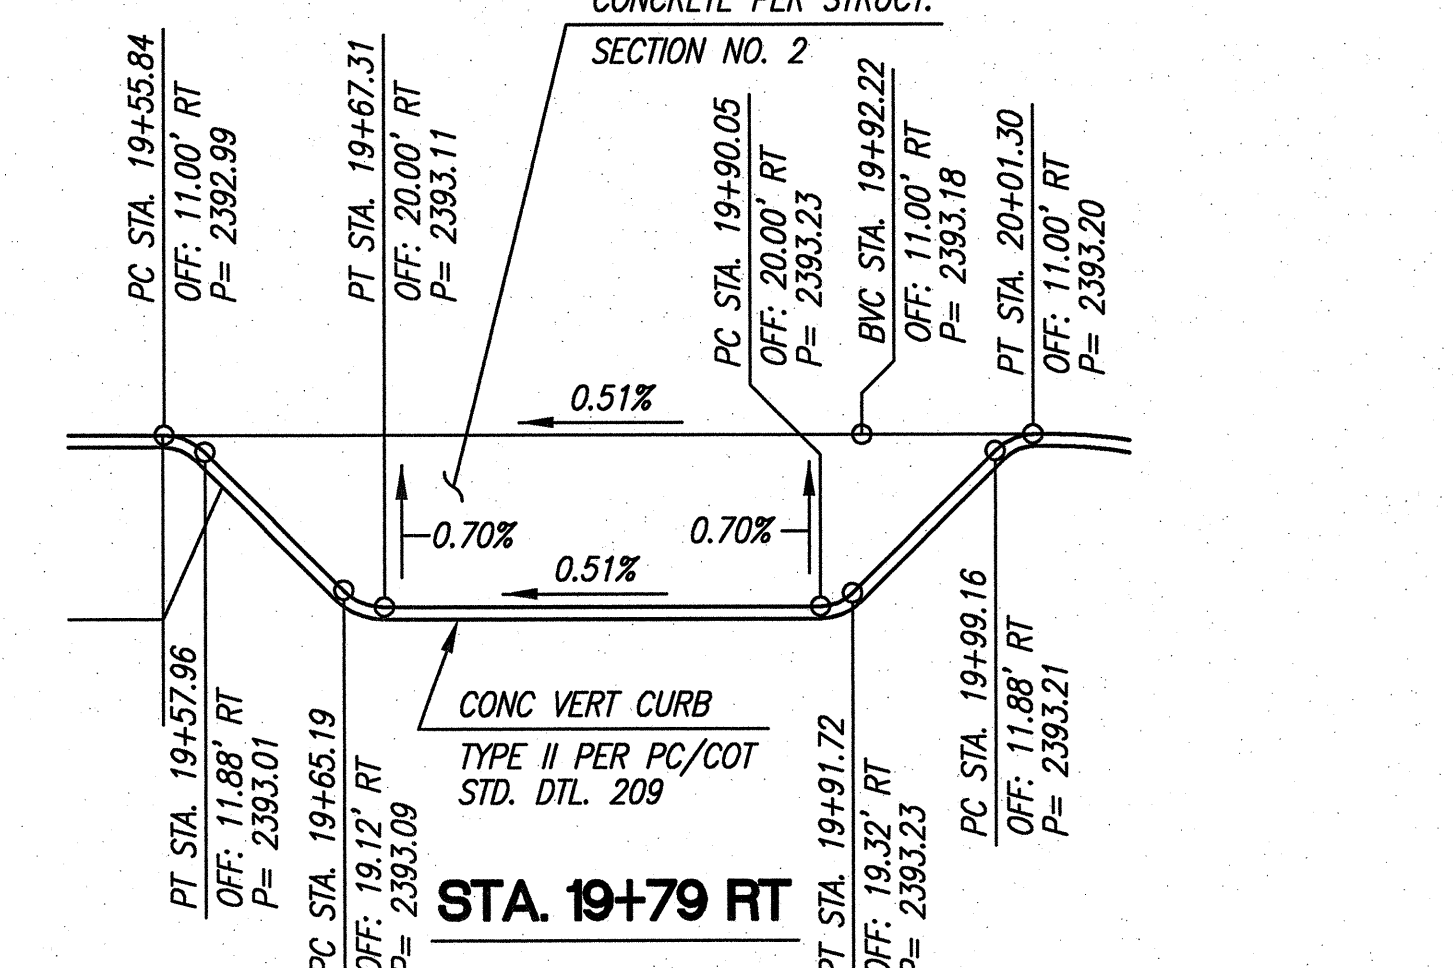 CONCRETE PER STRUCT.
SECTION NO. 2
PC STA. 19+55.84
OFF: 11.00' RT
P= 2392.99
PT STA. 19+67.31
OFF: 20.00' RT
P= 2393.11
PC STA. 19+90.05
OFF: 20.00' RT
P= 2393.23
BVC STA. 19+92.22
OFF: 11.00' RT
P= 2393.18
PT STA. 20+01.30
OFF: 11.00' RT
P= 2393.20
0.51%
0.70%
0.70%
0.51%
PT STA. 19+57.96
OFF: 11.88' RT
P= 2393.01
PC STA. 19+65.19
OFF: 19.12' RT
P= 2393.09
CONC VERT CURB
TYPE II PER PC/COT
STD. DTL. 209
PT STA. 19+91.72
OFF: 19.32' RT
P= 2393.23
PC STA. 19+99.16
OFF: 11.88' RT
P= 2393.21
STA. 19+79 RT